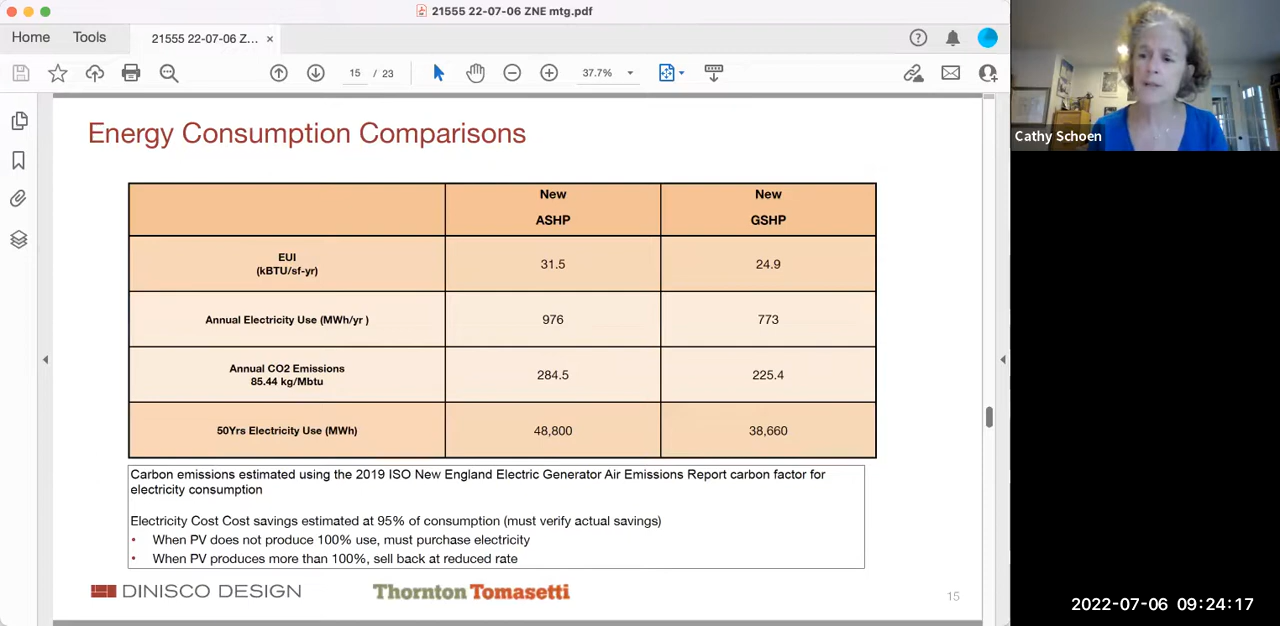 21555 22-07-06 ZNE mtg.pdf
Home Tools 21555 22-07-06 Z... ×
15 / 23 37.7%
Cathy Schoen
Energy Consumption Comparisons
New New
ASHP GSHP
EUI
(kBTU/sf-yr) 31.5 24.9
Annual Electricity Use (MWh/yr ) 976 773
Annual CO2 Emissions
85.44 kg/Mbtu 284.5 225.4
50Yrs Electricity Use (MWh) 48,800 38,660
Carbon emissions estimated using the 2019 ISO New England Electric Generator Air Emissions Report carbon factor for
electricity consumption
Electricity Cost Cost savings estimated at 95% of consumption (must verify actual savings)
• When PV does not produce 100% use, must purchase electricity
• When PV produces more than 100%, sell back at reduced rate
DINISCO DESIGN Thornton Tomasetti 15
2022-07-06 09:24:17